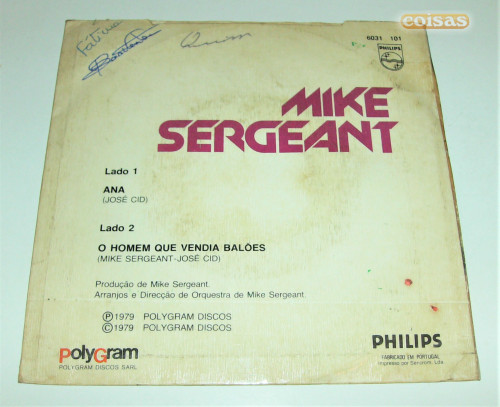 coisas
Fátima
6031 181
PHILIPS
MIKE
SERGEANT
Lado 1
ANA
(JOSÉ CID)
Lado 2
O HOMEM QUE VENDIA BALÕES
(MIKE SERGEANT-JOSÉ CID)
Produção de Mike Sergeant.
Arranjos e Direcção de Orquestra de Mike Sergeant
Ⓟ1979 POLYGRAM DISCOS
©1979 POLYGRAM DISCOS
PolyGram
POLYGRAM DISCOS SARL
PHILIPS
FABRICADO EM PORTUGAL